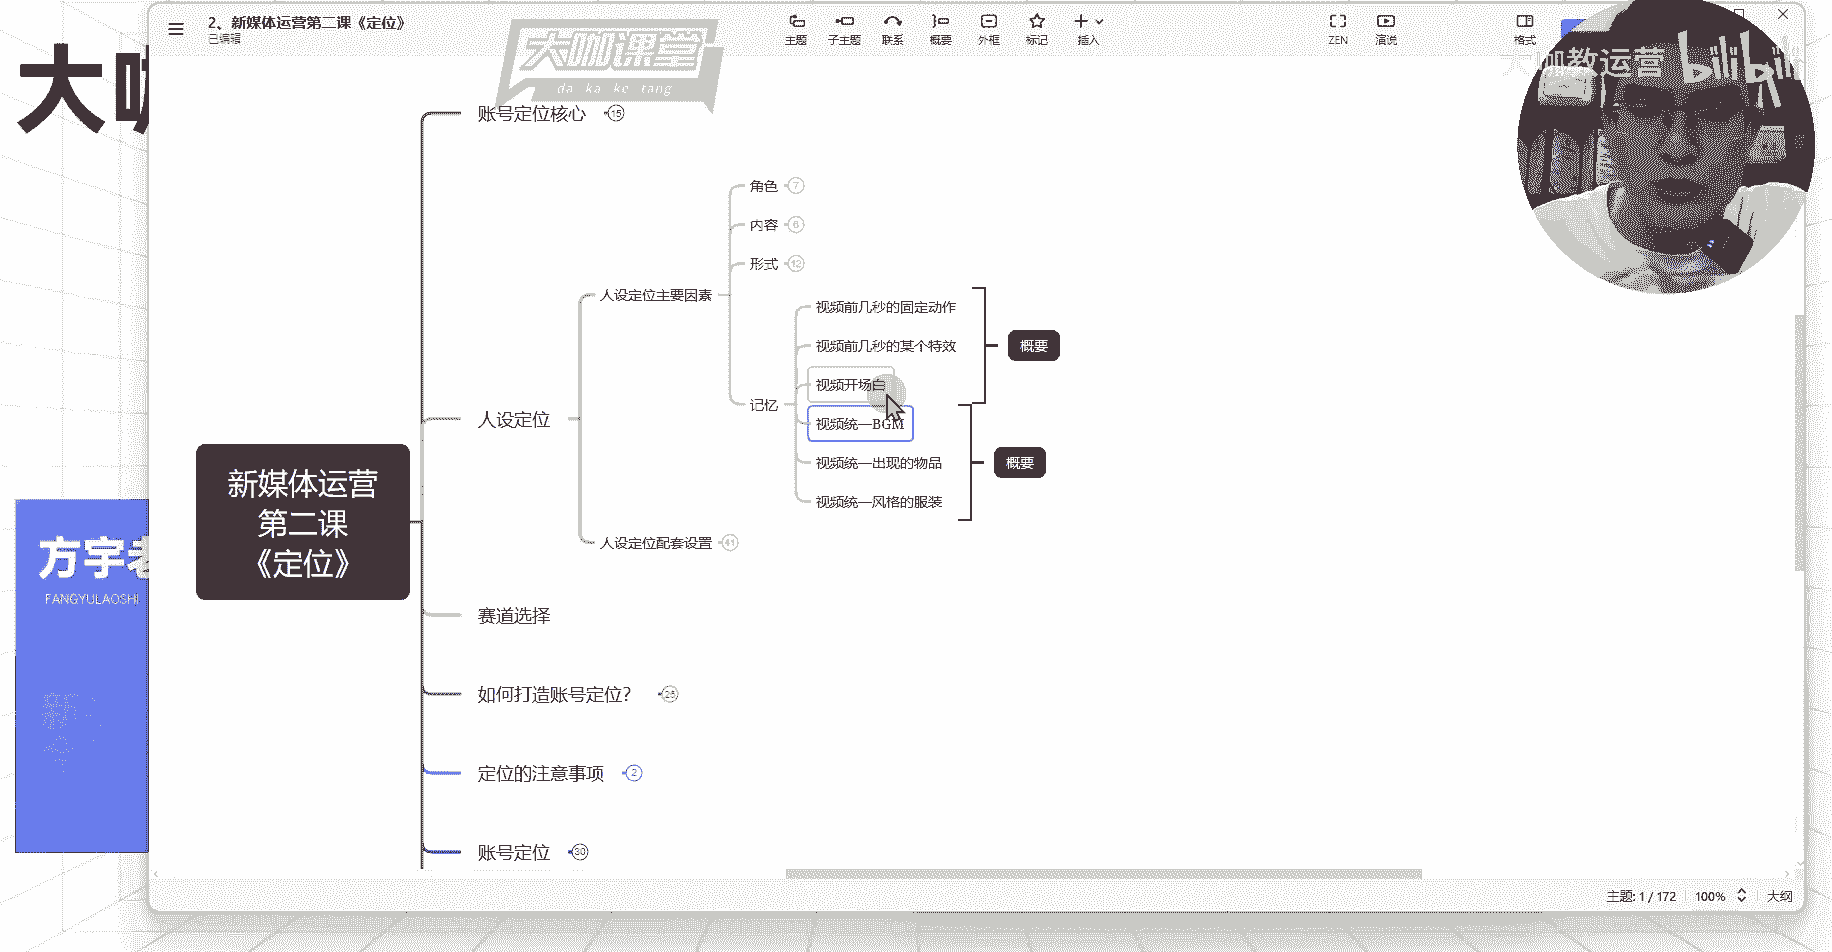 2、新媒体运营第二课《定位》
已编辑
主题
子主题
联系
概要
外框
标记
插入
ZEN
演说
格式
大咖课堂
da ka ke tang
大咖教运营
bilibili
大咖
方宇老
FANGYULAOSHI
新媒体运营
第二课
《定位》
账号定位核心
15
人设定位
人设定位主要因素
角色
7
内容
6
形式
12
记忆
视频前几秒的固定动作
视频前几秒的某个特效
视频开场白
概要
视频统一BGM
视频统一出现的物品
视频统一风格的服装
概要
人设定位配套设置
41
赛道选择
如何打造账号定位？
定位的注意事项
2
账号定位
30
主题: 1 / 172
100%
大纲